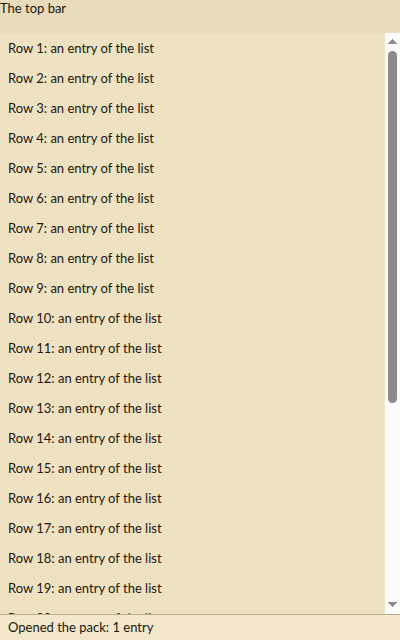 The top bar
Row 1: an entry of the list
Row 2: an entry of the list
Row 3: an entry of the list
Row 4: an entry of the list
Row 5: an entry of the list
Row 6: an entry of the list
Row 7: an entry of the list
Row 8: an entry of the list
Row 9: an entry of the list
Row 10: an entry of the list
Row 11: an entry of the list
Row 12: an entry of the list
Row 13: an entry of the list
Row 14: an entry of the list
Row 15: an entry of the list
Row 16: an entry of the list
Row 17: an entry of the list
Row 18: an entry of the list
Row 19: an entry of the list
Opened the pack: 1 entry